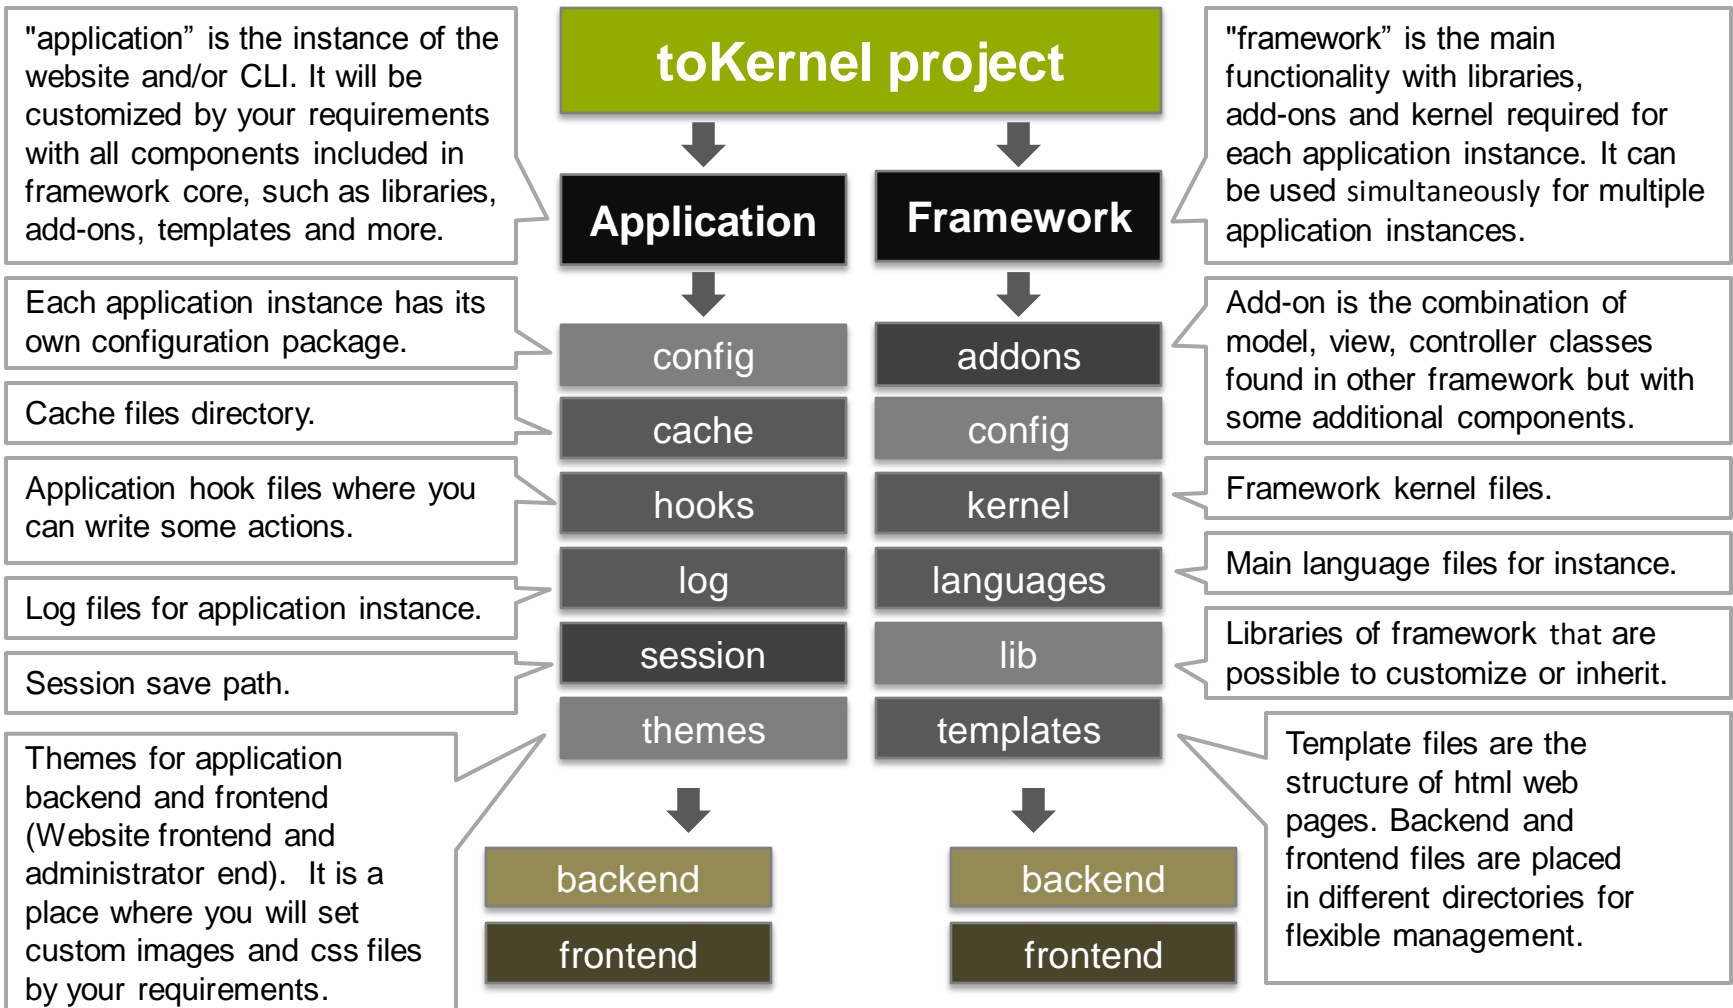 toKernel project
"application” is the instance of the
website and/or CLI. It will be
customized by your requirements
with all components included in
framework core, such as libraries,
add-ons, templates and more.
Application
Framework
"framework” is the main
functionality with libraries,
add-ons and kernel required for
each application instance. It can
be used simultaneously for multiple
application instances.
Each application instance has its
own configuration package.
config
Cache files directory.
cache
Application hook files where you
can write some actions.
hooks
Log files for application instance.
log
Session save path.
session
Themes for application
backend and frontend
(Website frontend and
administrator end).  It is a
place where you will set
custom images and css files
by your requirements.
themes
backend
frontend
addons
Add-on is the combination of
model, view, controller classes
found in other framework but with
some additional components.
config
kernel
Framework kernel files.
languages
Main language files for instance.
lib
Libraries of framework that are
possible to customize or inherit.
templates
Template files are the
structure of html web
pages. Backend and
frontend files are placed
in different directories for
flexible management.
backend
frontend